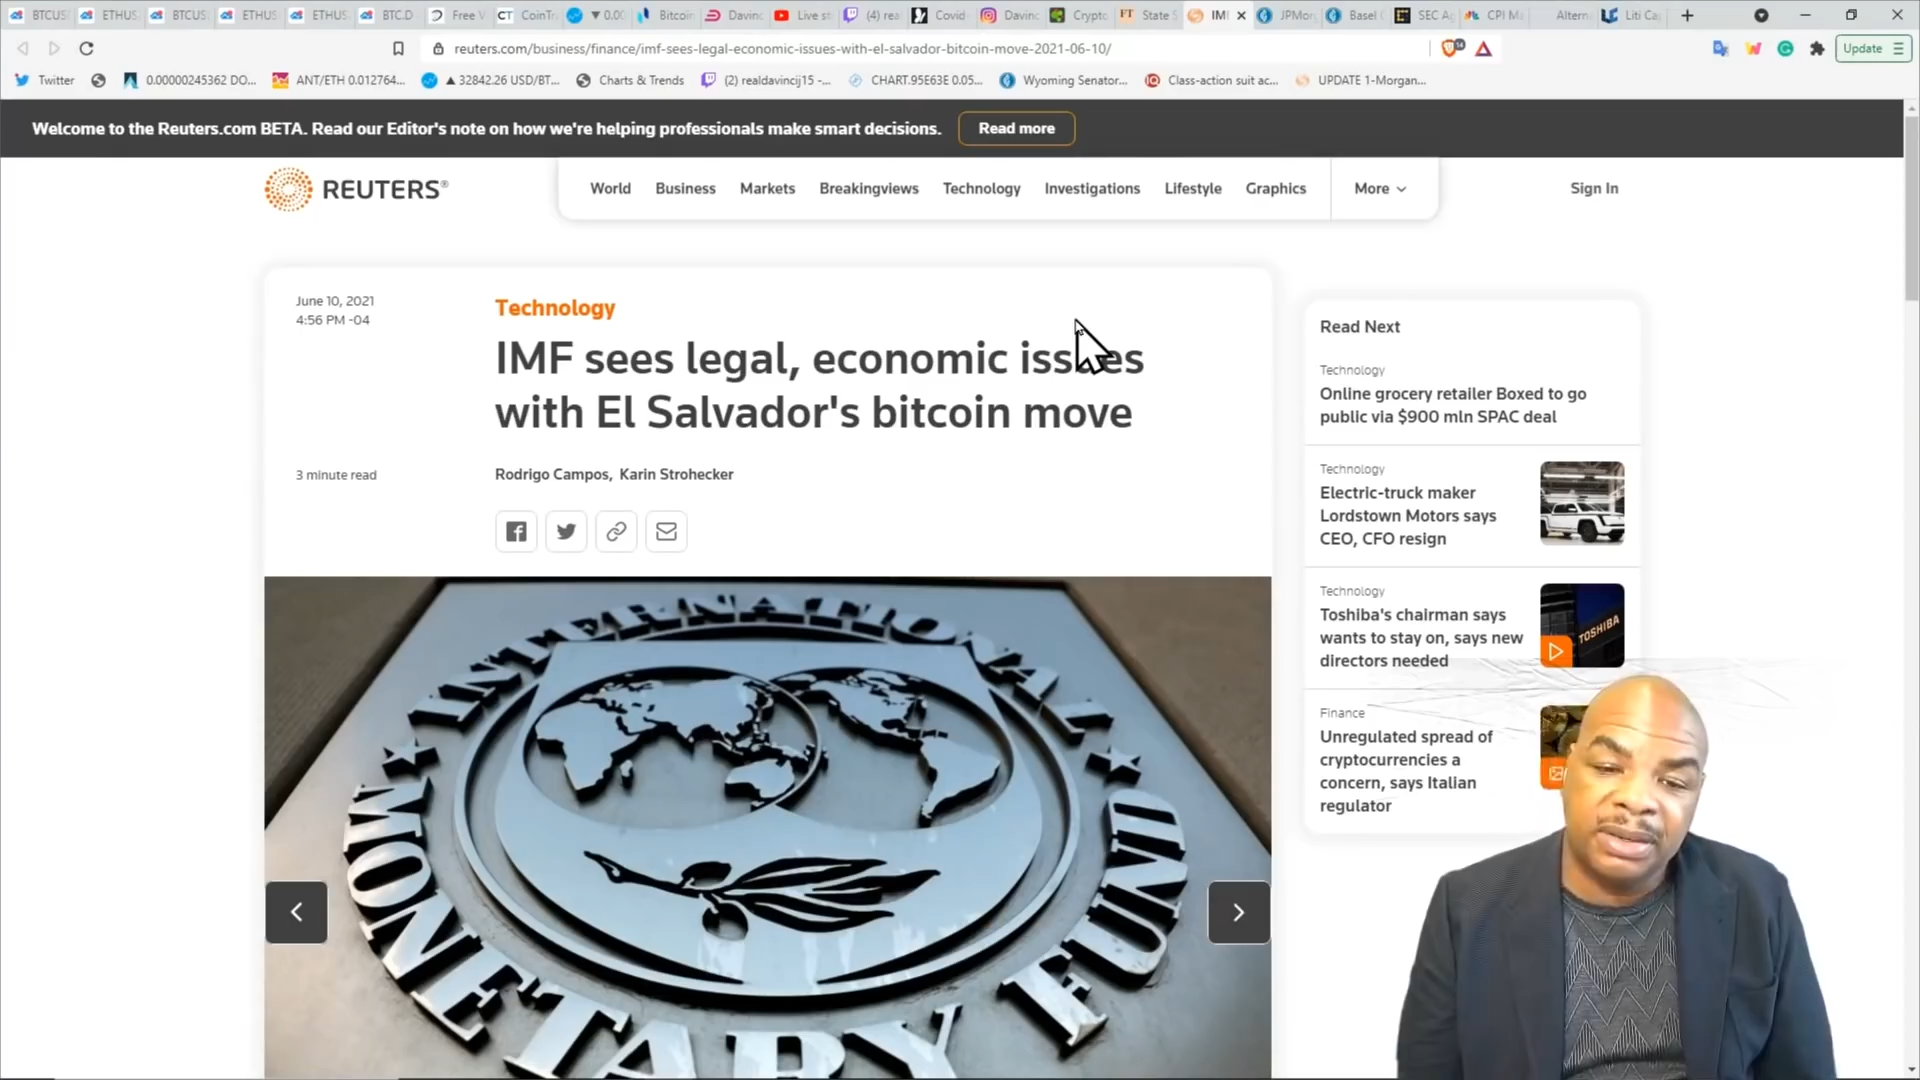 BTCUS
ETHUS
BTCUS
ETHUS
ETHUS
BTC.D
Free V
CT CoinTr
▼0.00
Bitcoin
Davinc
Live st
(4) rea
Covid
Davinc
Crypto
FT State S
IMF
JPMor
Basel
SEC Ag
CPI M
Altern
Liti Ca
reuters.com/business/finance/imf-sees-legal-economic-issues-with-el-salvador-bitcoin-move-2021-06-10/
14
Update
Twitter
0.00000245362 DO...
ANT/ETH 0.012764...
▲ 32842.26 USD/BT...
Charts & Trends
(2) realdavincij15 -...
CHART.95E63E 0.05...
Wyoming Senator...
Class-action suit ac...
UPDATE 1-Morgan...
Welcome to the Reuters.com BETA. Read our Editor's note on how we're helping professionals make smart decisions.
Read more
REUTERS®
World
Business
Markets
Breakingviews
Technology
Investigations
Lifestyle
Graphics
More
Sign In
June 10, 2021
4:56 PM -04
Technology
IMF sees legal, economic issues
with El Salvador's bitcoin move
3 minute read
Rodrigo Campos, Karin Strohecker
INTERNATIONAL
MONETARY FUND
Read Next
Technology
Online grocery retailer Boxed to go
public via $900 mln SPAC deal
Technology
Electric-truck maker
Lordstown Motors says
CEO, CFO resign
Technology
Toshiba's chairman says
wants to stay on, says new
directors needed
TOSHIBA
Finance
Unregulated spread of
cryptocurrencies a
concern, says Italian
regulator